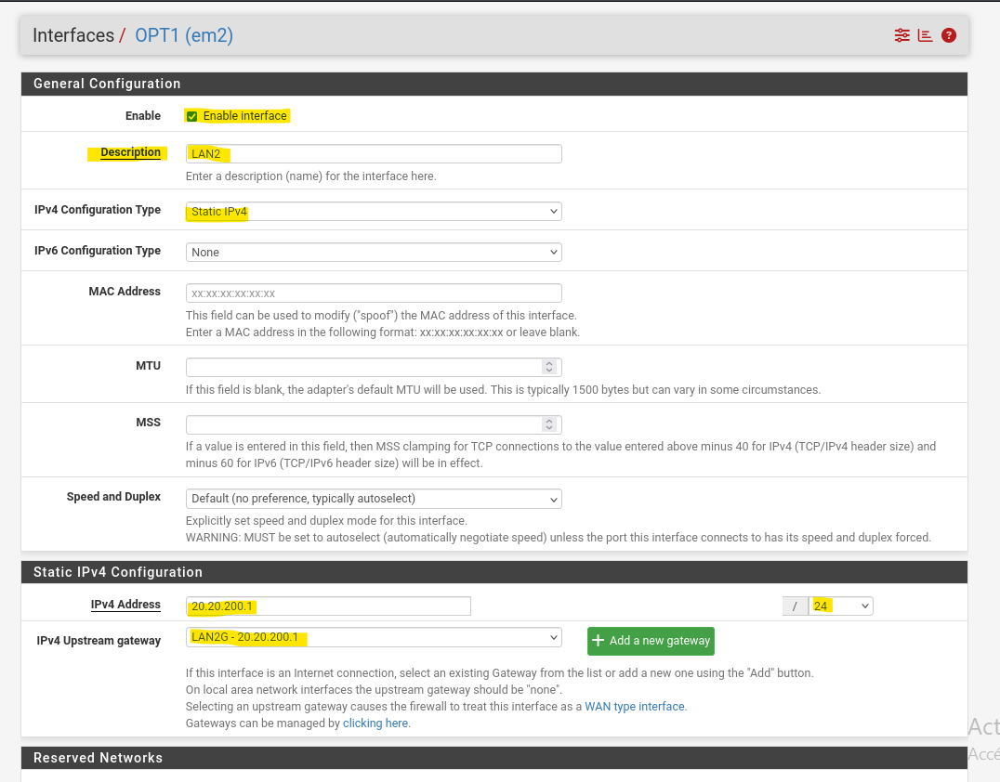 Interfaces / OPT1 (em2)
General Configuration
Enable Enable interface
Description LAN2
Enter a description (name) for the interface here.
IPv4 Configuration Type Static IPv4
IPv6 Configuration Type None
MAC Address xx:xx:xx:xx:xx:xx
This field can be used to modify ("spoof") the MAC address of this interface.
Enter a MAC address in the following format: xx:xx:xx:xx:xx:xx or leave blank.
MTU
If this field is blank, the adapter's default MTU will be used. This is typically 1500 bytes but can vary in some circumstances.
MSS
If a value is entered in this field, then MSS clamping for TCP connections to the value entered above minus 40 for IPv4 (TCP/IPv4 header size) and
minus 60 for IPv6 (TCP/IPv6 header size) will be in effect.
Speed and Duplex Default (no preference, typically autoselect)
Explicitly set speed and duplex mode for this interface.
WARNING: MUST be set to autoselect (automatically negotiate speed) unless the port this interface connects to has its speed and duplex forced.
Static IPv4 Configuration
IPv4 Address 20.20.200.1 / 24
IPv4 Upstream gateway LAN2G - 20.20.200.1 + Add a new gateway
If this interface is an Internet connection, select an existing Gateway from the list or add a new one using the "Add" button.
On local area network interfaces the upstream gateway should be "none".
Selecting an upstream gateway causes the firewall to treat this interface as a WAN type interface.
Gateways can be managed by clicking here.
Act
Accé
Reserved Networks